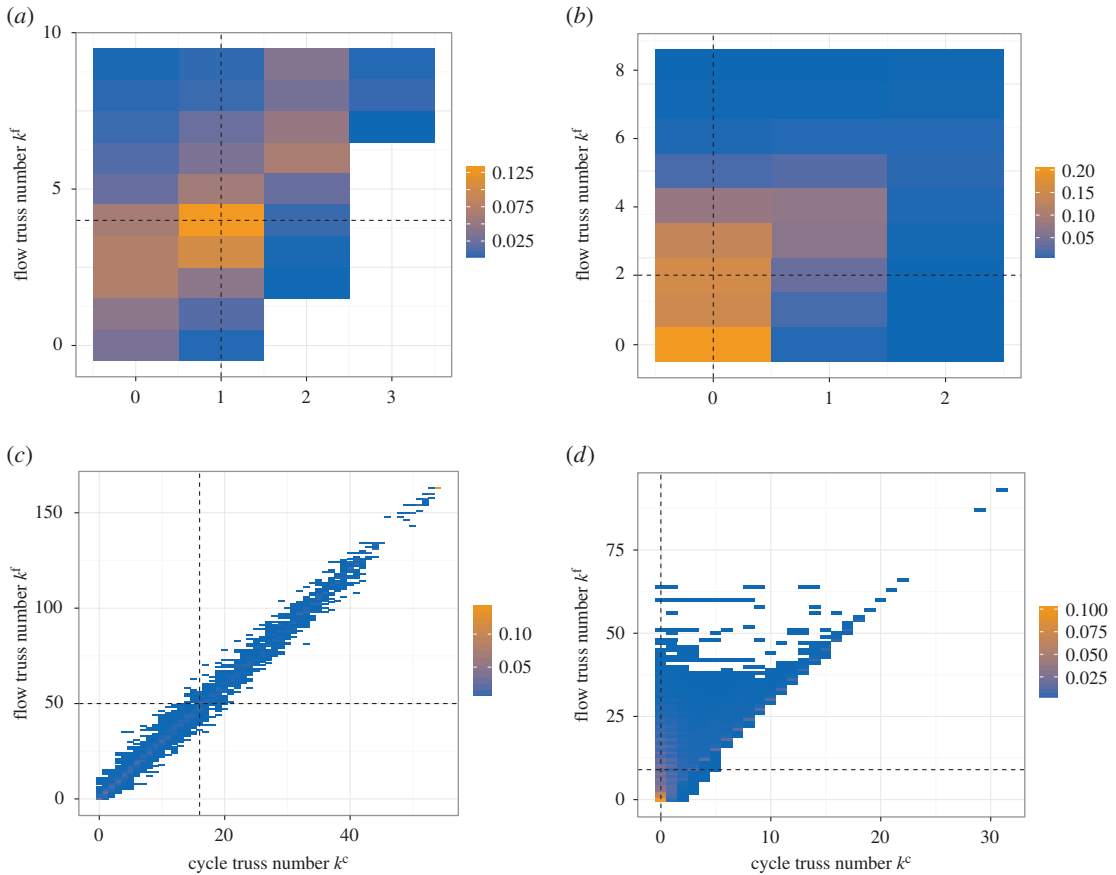 (a)
10
5
0
flow truss number k^f
0 1 2 3
0.125
0.075
0.025
(b)
8
6
4
2
0
flow truss number k^f
0 1 2
0.20
0.15
0.10
0.05
(c)
150
100
50
0
flow truss number k^f
0 20 40
cycle truss number k^c
0.10
0.05
(d)
75
50
25
0
flow truss number k^f
0 10 20 30
cycle truss number k^c
0.100
0.075
0.050
0.025